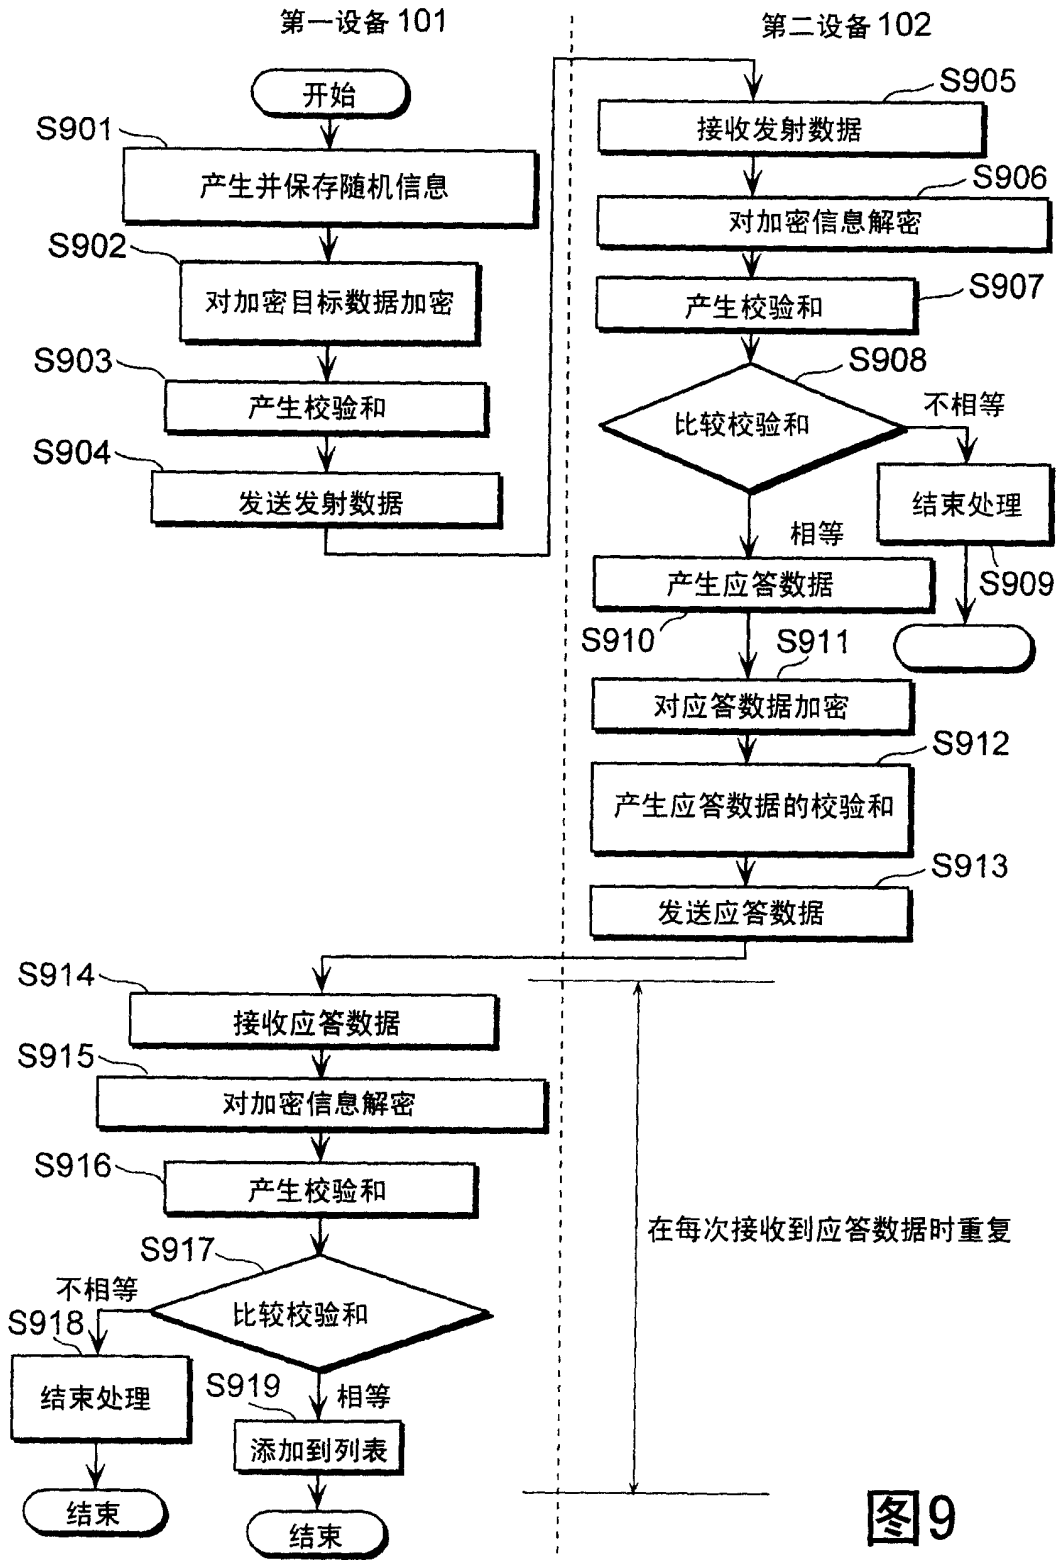 第一设备 101
第二设备 102
开始
S901
产生并保存随机信息
S902
对加密目标数据加密
S903
产生校验和
S904
发送发射数据
S905
接收发射数据
S906
对加密信息解密
S907
产生校验和
S908
比较校验和
不相等
结束处理
S909
相等
产生应答数据
S910
S911
对应答数据加密
S912
产生应答数据的校验和
S913
发送应答数据
S914
接收应答数据
S915
对加密信息解密
S916
产生校验和
在每次接收到应答数据时重复
S917
比较校验和
不相等
S918
结束处理
结束
S919
相等
添加到列表
结束
图9